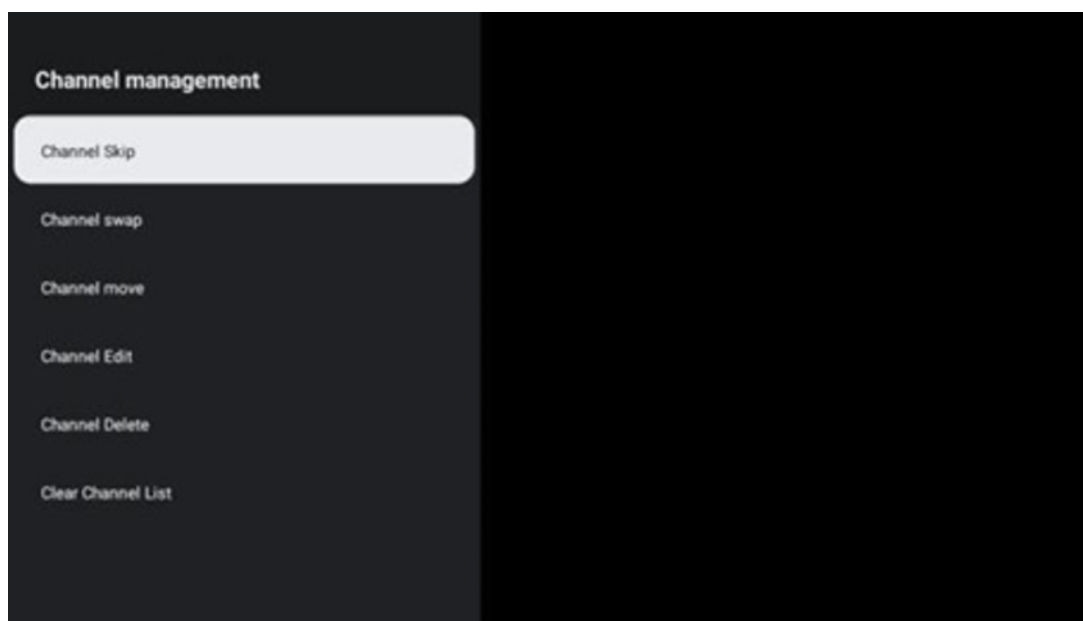 Channel management
Channel Skip
Channel swap
Channel move
Channel Edit
Channel Delete
Clear Channel List